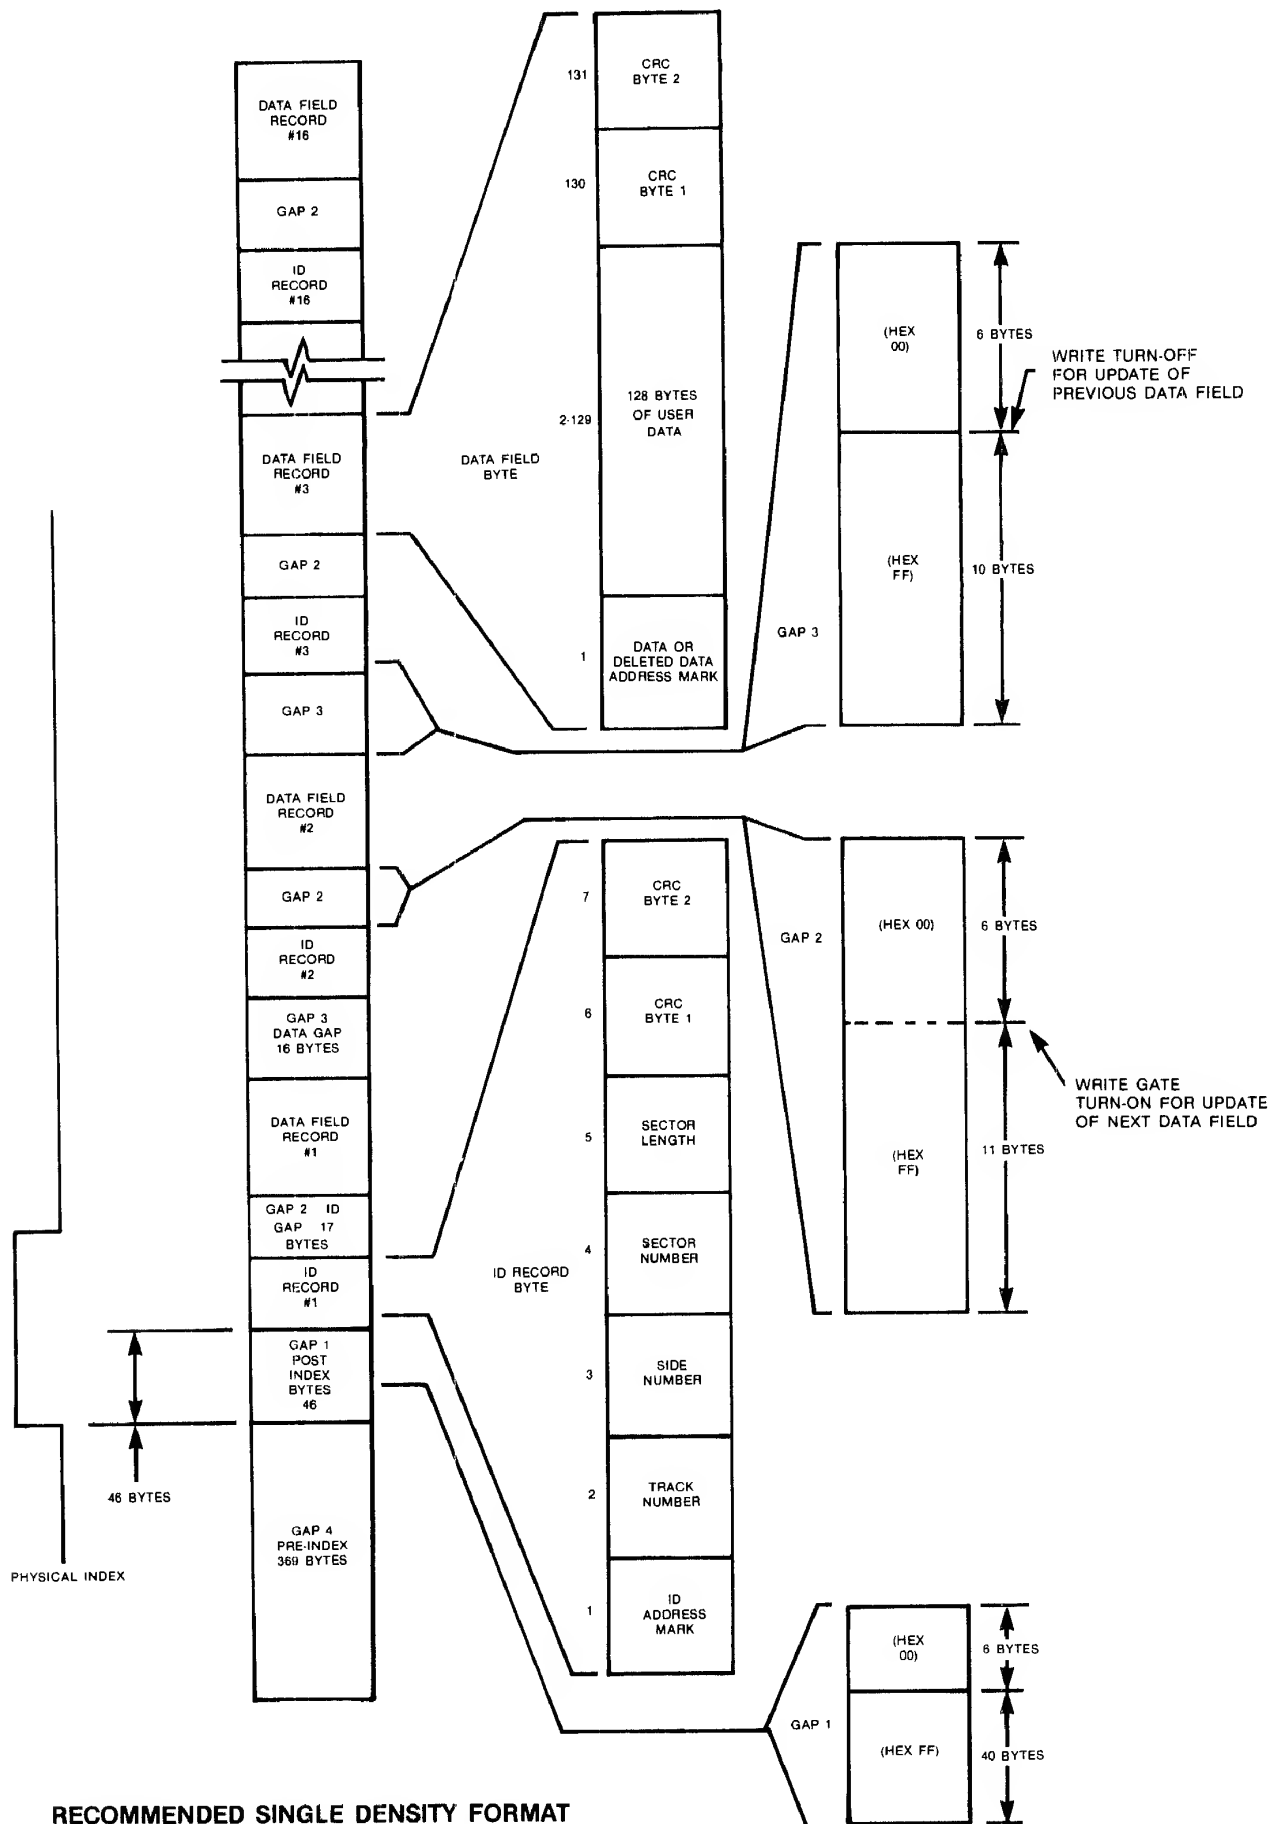 DATA FIELD
RECORD
#16
GAP 2
ID
RECORD
#16
DATA FIELD
RECORD
#3
GAP 2
ID
RECORD
#3
GAP 3
DATA FIELD
RECORD
#2
GAP 2
ID
RECORD
#2
GAP 3
DATA GAP
16 BYTES
DATA FIELD
RECORD
#1
GAP 2 ID
GAP 17
BYTES
ID
RECORD
#1
GAP 1
POST
INDEX
BYTES
46
GAP 4
PRE-INDEX
369 BYTES
46 BYTES
PHYSICAL INDEX
DATA FIELD
BYTE
131
CRC
BYTE 2
130
CRC
BYTE 1
2-129
128 BYTES
OF USER
DATA
1
DATA OR
DELETED DATA
ADDRESS MARK
GAP 3
(HEX
00)
6 BYTES
WRITE TURN-OFF
FOR UPDATE OF
PREVIOUS DATA FIELD
(HEX
FF)
10 BYTES
ID RECORD
BYTE
7
CRC
BYTE 2
6
CRC
BYTE 1
5
SECTOR
LENGTH
4
SECTOR
NUMBER
3
SIDE
NUMBER
2
TRACK
NUMBER
1
ID
ADDRESS
MARK
GAP 2
(HEX 00)
6 BYTES
WRITE GATE
TURN-ON FOR UPDATE
OF NEXT DATA FIELD
(HEX
FF)
11 BYTES
GAP 1
(HEX
00)
6 BYTES
(HEX FF)
40 BYTES
RECOMMENDED SINGLE DENSITY FORMAT